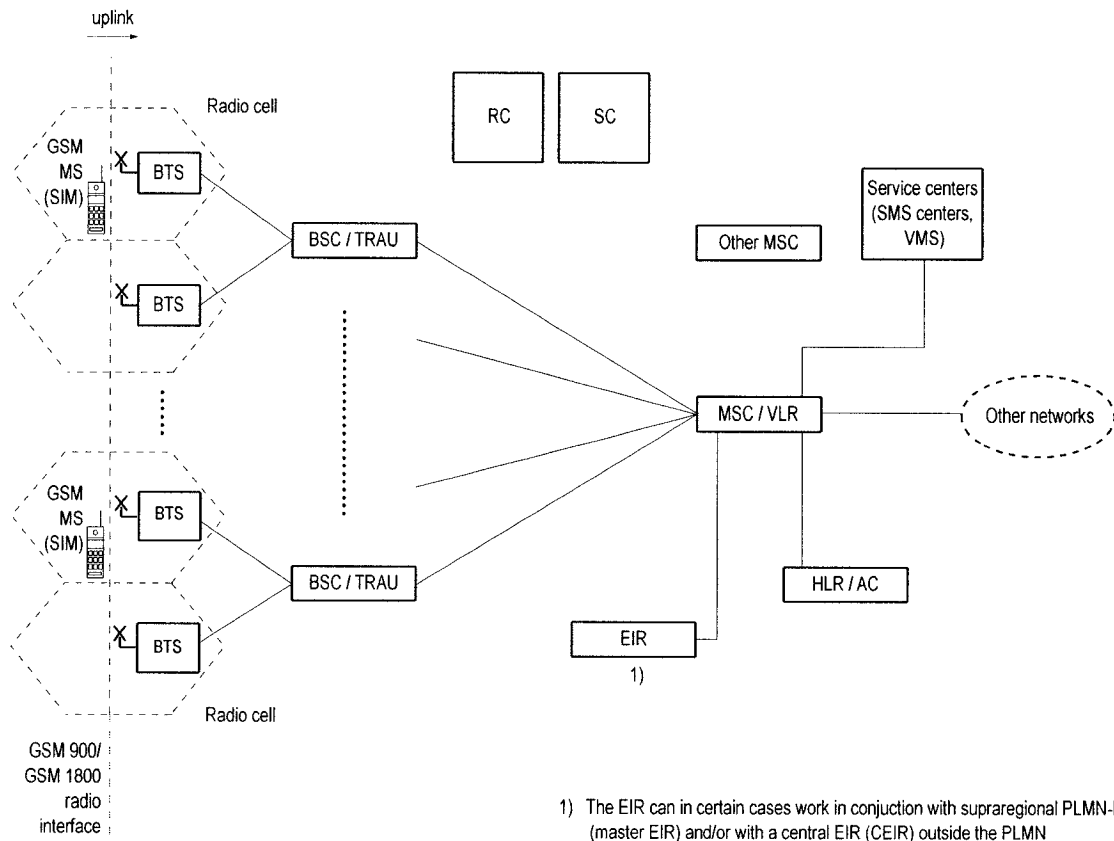 uplink
Radio cell
RC
SC
GSM
MS
(SIM)
BTS
Service centers
(SMS centers,
VMS)
BSC / TRAU
Other MSC
BTS
MSC / VLR
Other networks
GSM
MS
(SIM)
BTS
BSC / TRAU
HLR / AC
EIR
1)
BTS
Radio cell
GSM 900/
GSM 1800
radio
interface
1) The EIR can in certain cases work in conjuction with supraregional
(master EIR) and/or with a central EIR (CEIR) outside the PLMN